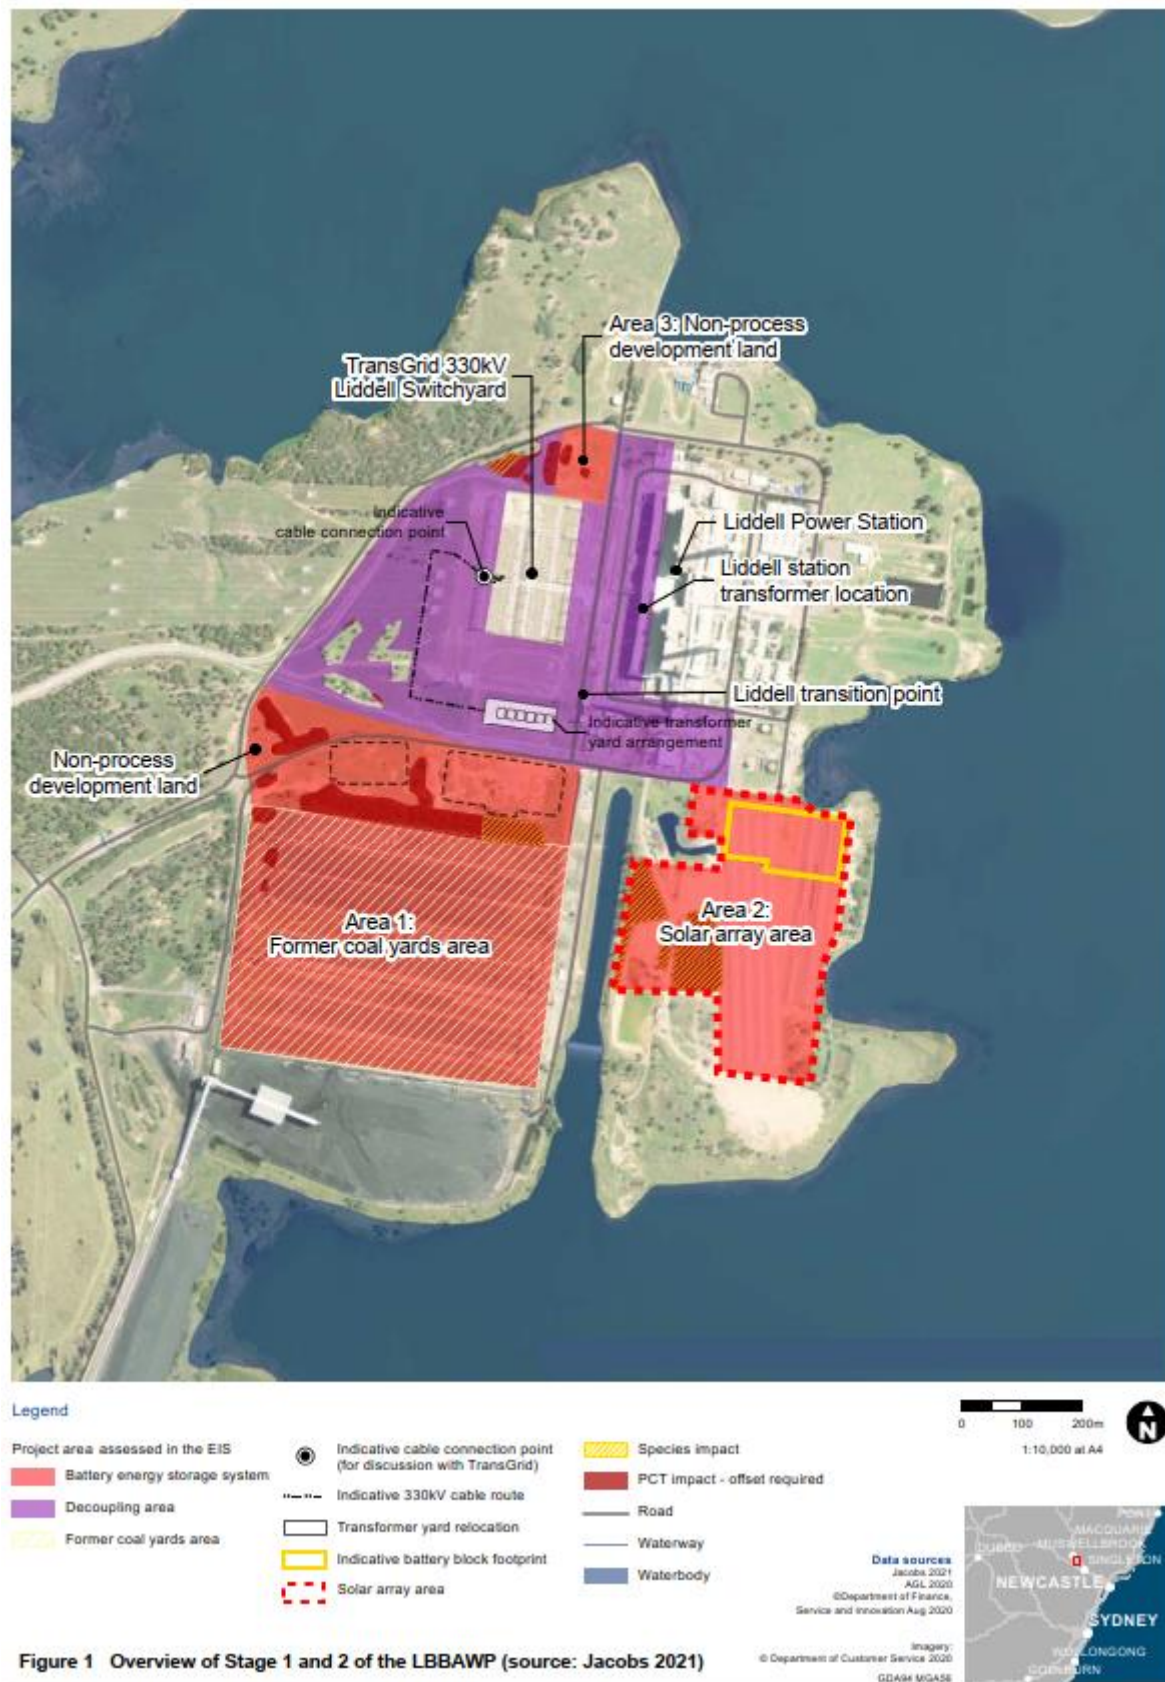 Area 3: Non-process
development land
TransGrid 330kV
Liddell Switchyard
Indicative
cable connection point
Liddell Power Station
Liddell station
transformer location
Liddell transition point
Indicative transformer
yard arrangement
Non-process
development land
Area 1:
Former coal yards area
Area 2:
Solar array area
Legend
Project area assessed in the EIS
Battery energy storage system
Decoupling area
Former coal yards area
Indicative cable connection point
(for discussion with TransGrid)
Indicative 330kV cable route
Transformer yard relocation
Indicative battery block footprint
Solar array area
Species impact
PCT impact - offset required
Road
Waterway
Waterbody
0 100 200m
N
1:10,000 at A4
Data sources
Jacobs 2021
AGL 2020
©Department of Finance,
Service and Innovation Aug 2020
Imagery:
© Department of Customer Service 2020
GDA94 MGA56
MACQUARIE
DUBBO
MUSWELLBROOK
SINGLETON
NEWCASTLE
SYDNEY
WOLLONGONG
GOULBURN
Figure 1 Overview of Stage 1 and 2 of the LBBAWP (source: Jacobs 2021)